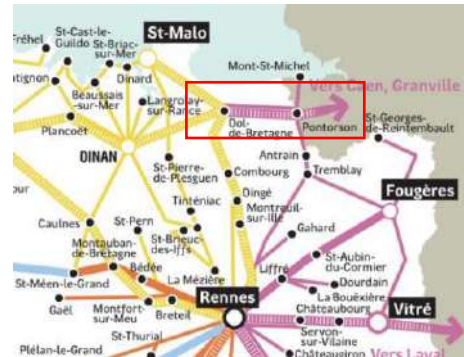 St-Malo
Fréhel
St-Cast-le-
Guildo
St-Briac-
sur-Mer
Mont-St-Michel
Vers Caen, Granville
atignon
Dinard
Beaussais
-sur-Mer
Langrolay-
sur-Rance
Plancoët
Dol-
de-Bretagne
Pontorson
St-Georges-
de-Reintembault
DINAN
Antrain
St-Pierre-
de-Plesguen
Combourg
Tremblay
Fougères
Tinténiac
Dingé
Montreuil-
sur-Ille
our
Caulnes
St-Pern
Gahard
St-Brieuc
des-Iffs
Montauban-
de-Bretagne
Bédée
St-Aubin-
du-Cormier
St-Méen-le-Grand
La Mézière
Liffré
Dourdain
La Bouëxière
Rennes
Vitré
Gaël
Montfort-
sur-Meu
Breteil
Châteaubourg
Servon-
sur-Vilaine
St-Thurial
Plélan-le-Grand
Châteaugiron
Vers Laval